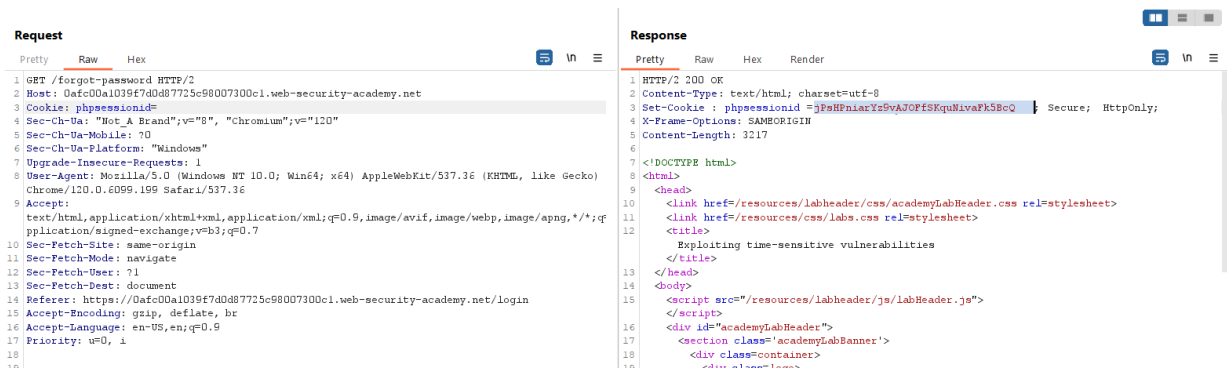 Request
Pretty Raw Hex \n
1 GET /forgot-password HTTP/2
2 Host: 0afc00a1039f7d0d87725c98007300c1.web-security-academy.net
3 Cookie: phpsessionid=
4 Sec-Ch-Ua: "Not_A Brand";v="8", "Chromium";v="120"
5 Sec-Ch-Ua-Mobile: ?0
6 Sec-Ch-Ua-Platform: "Windows"
7 Upgrade-Insecure-Requests: 1
8 User-Agent: Mozilla/5.0 (Windows NT 10.0; Win64; x64) AppleWebKit/537.36 (KHTML, like Gecko)
Chrome/120.0.6099.199 Safari/537.36
9 Accept:
text/html,application/xhtml+xml,application/xml;q=0.9,image/avif,image/webp,image/apng,*/*;q=
pplication/signed-exchange;v=b3;q=0.7
10 Sec-Fetch-Site: same-origin
11 Sec-Fetch-Mode: navigate
12 Sec-Fetch-User: ?1
13 Sec-Fetch-Dest: document
14 Referer: https://0afc00a1039f7d0d87725c98007300c1.web-security-academy.net/login
15 Accept-Encoding: gzip, deflate, br
16 Accept-Language: en-US,en;q=0.9
17 Priority: u=0, i
18
19
Response
Pretty Raw Hex Render \n
1 HTTP/2 200 OK
2 Content-Type: text/html; charset=utf-8
3 Set-Cookie : phpsessionid =jPsHPniarYz9vAJOFfSKquNivaFk5BcQ ; Secure; HttpOnly;
4 X-Frame-Options: SAMEORIGIN
5 Content-Length: 3217
6
7 <!DOCTYPE html>
8 <html>
9 <head>
10 <link href=/resources/labheader/css/academyLabHeader.css rel=stylesheet>
11 <link href=/resources/css/labs.css rel=stylesheet>
12 <title>
Exploiting time-sensitive vulnerabilities
</title>
13 </head>
14 <body>
15 <script src="/resources/labheader/js/labHeader.js">
</script>
16 <div id="academyLabHeader">
17 <section class='academyLabBanner'>
18 <div class=container>
19 <div class=logo>